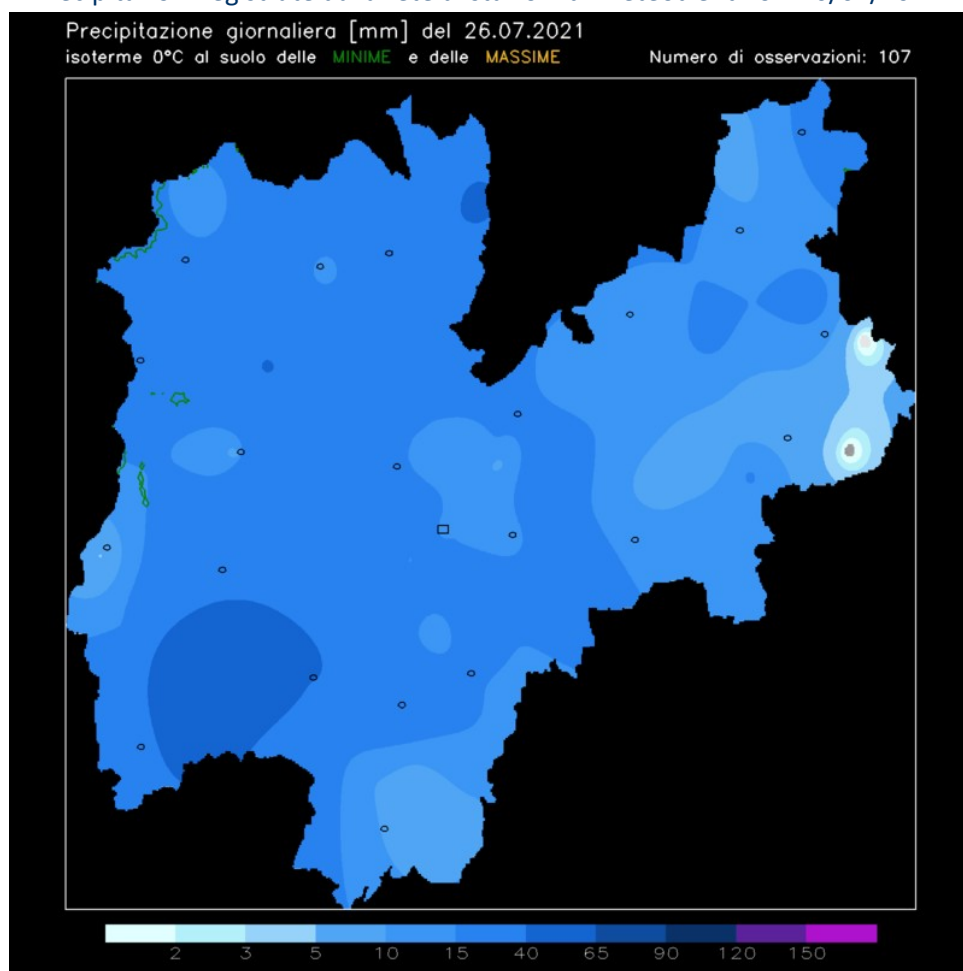 Precipitazione giornaliera [mm] del 26.07.2021
isoterme 0°C al suolo delle MINIME e delle MASSIME Numero di osservazioni: 107
2 3 5 10 15 40 65 90 120 150